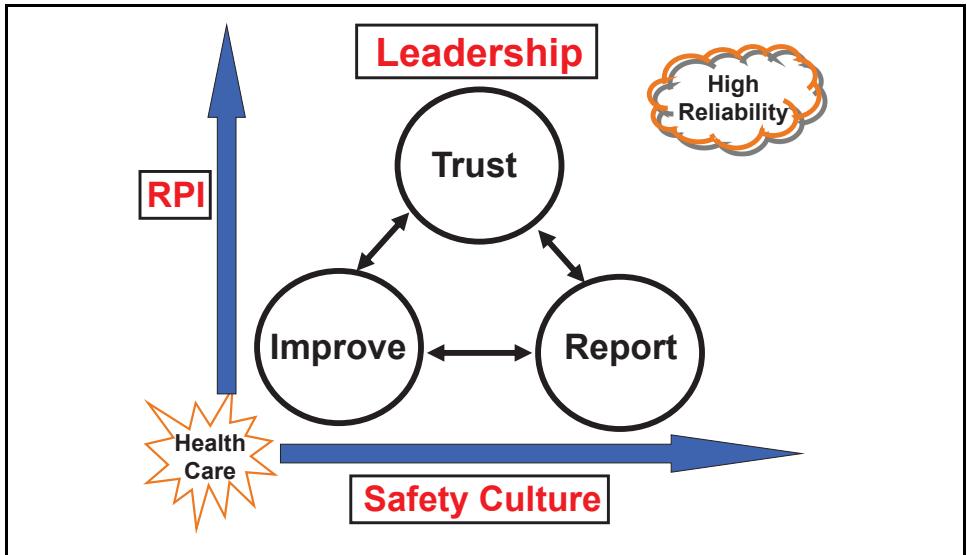 Leadership
High
Reliability
Trust
RPI
Improve
Report
Health
Care
Safety Culture